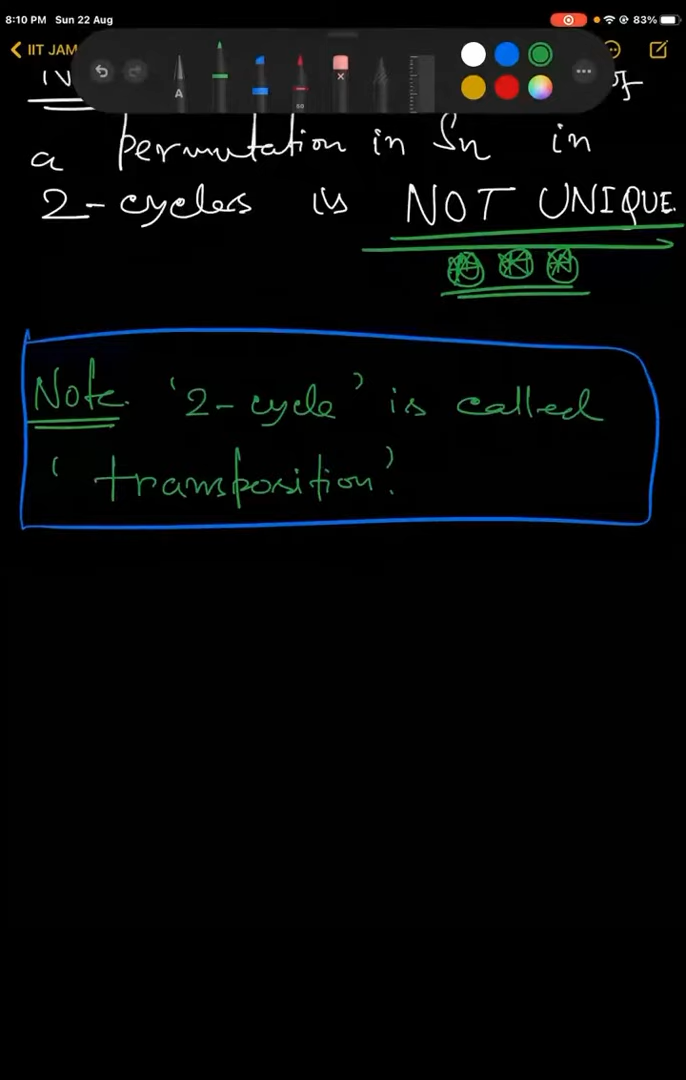 8:10 PM Sun 22 Aug
83%
IIT JAM
a permutation in Sn in
2-cycles is NOT UNIQUE.
Note. '2-cycle' is called
'transposition'.